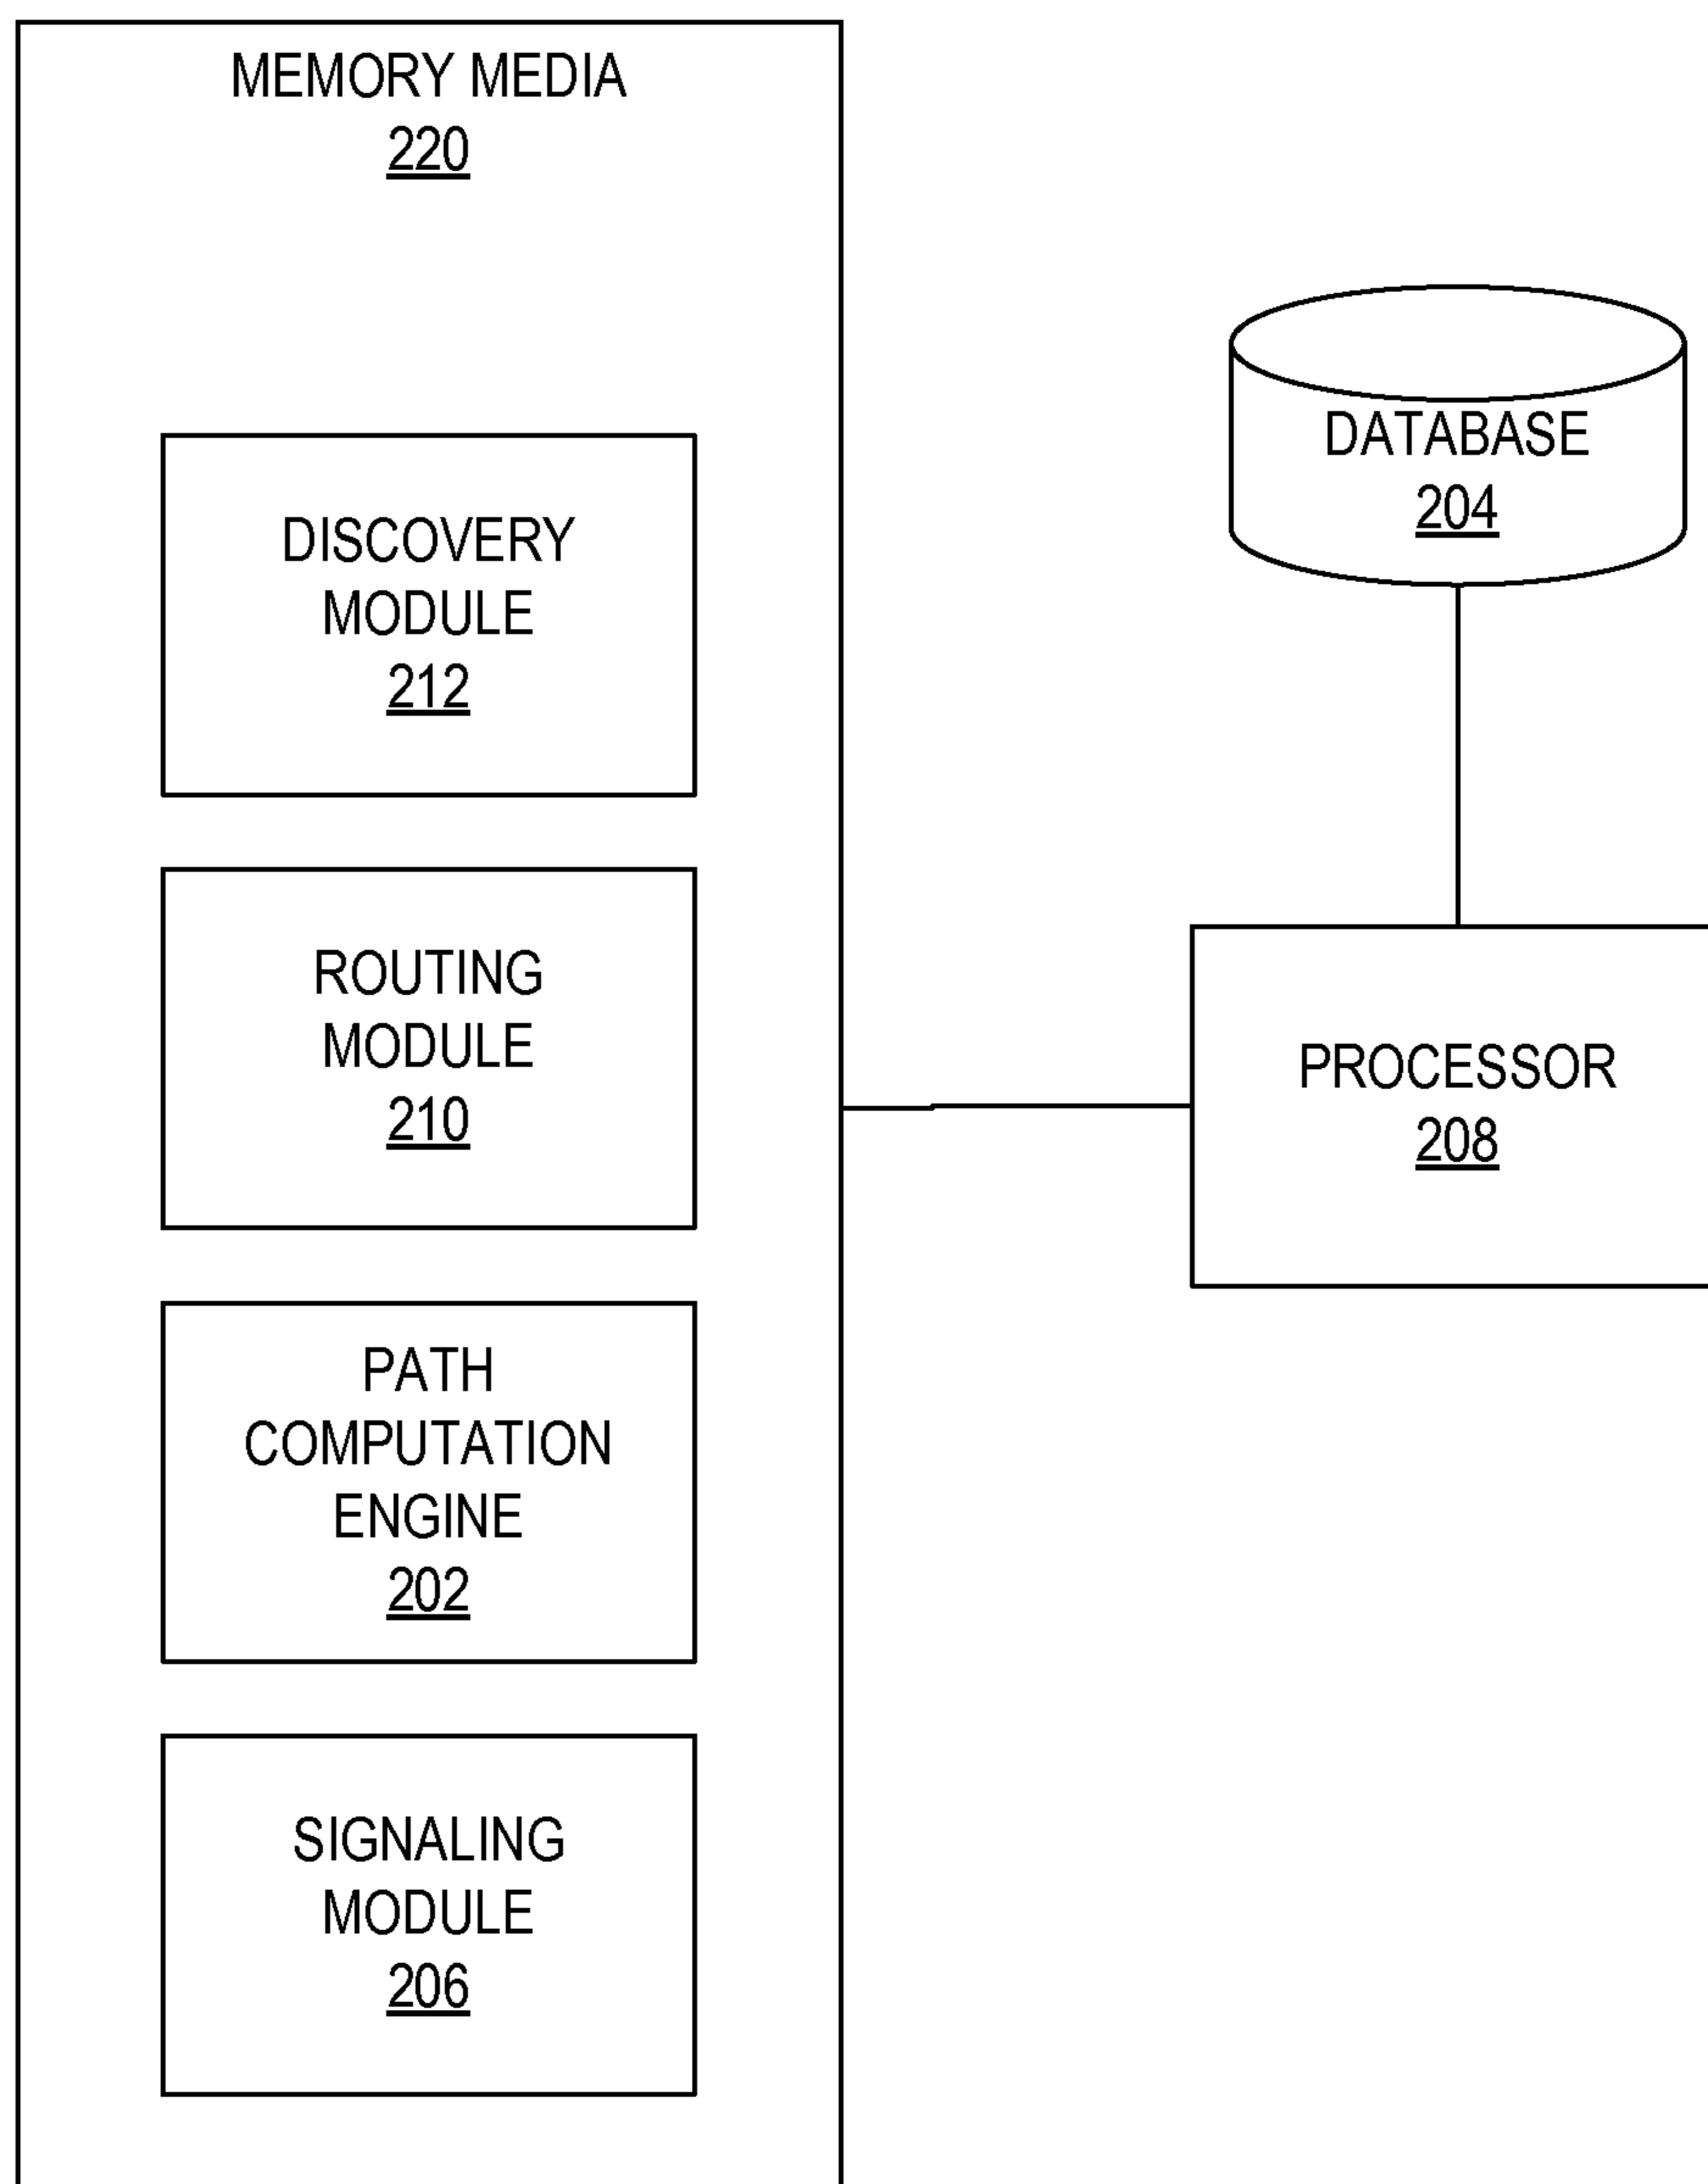 MEMORY MEDIA
220
DISCOVERY
MODULE
212
ROUTING
MODULE
210
PATH
COMPUTATION
ENGINE
202
SIGNALING
MODULE
206
DATABASE
204
PROCESSOR
208